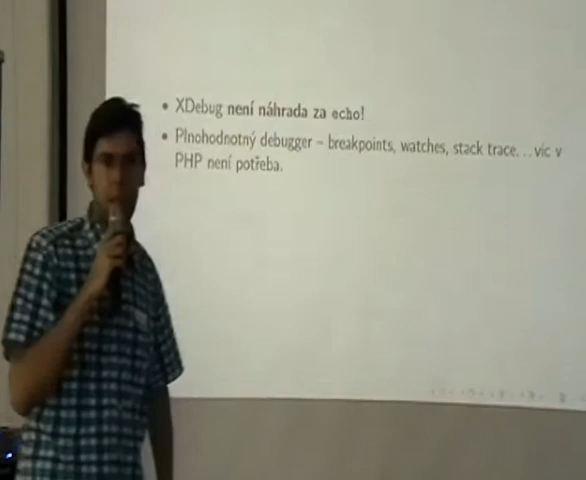 • XDebug není náhrada za echo!
• Plnohodnotný debugger – breakpoints, watches, stack trace...víc v
PHP není potřeba.